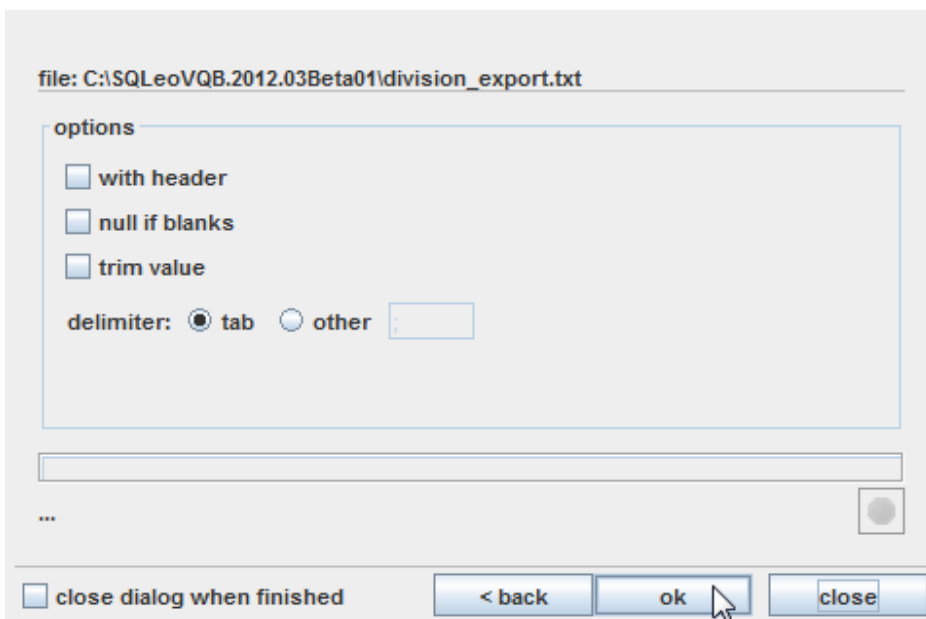 file: C:\SQLeoVQB.2012.03Beta01\division_export.txt
options
with header
null if blanks
trim value
delimiter: tab other ;
...
close dialog when finished < back ok close